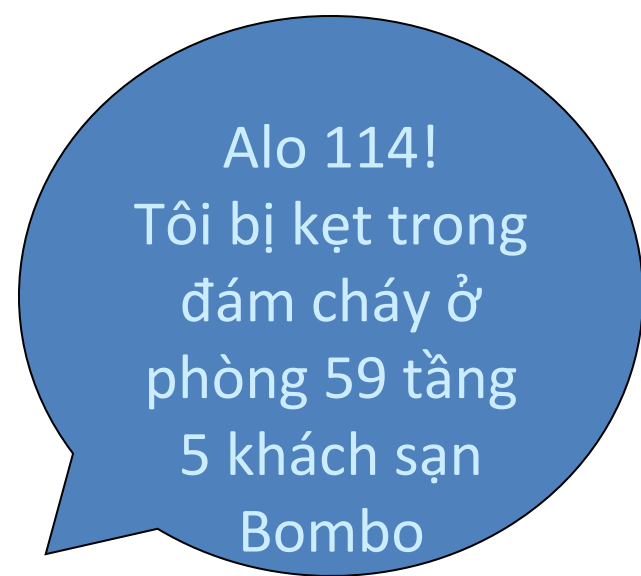 Alo 114!
Tôi bị kẹt trong
đám cháy ở
phòng 59 tầng
5 khách sạn
Bombo